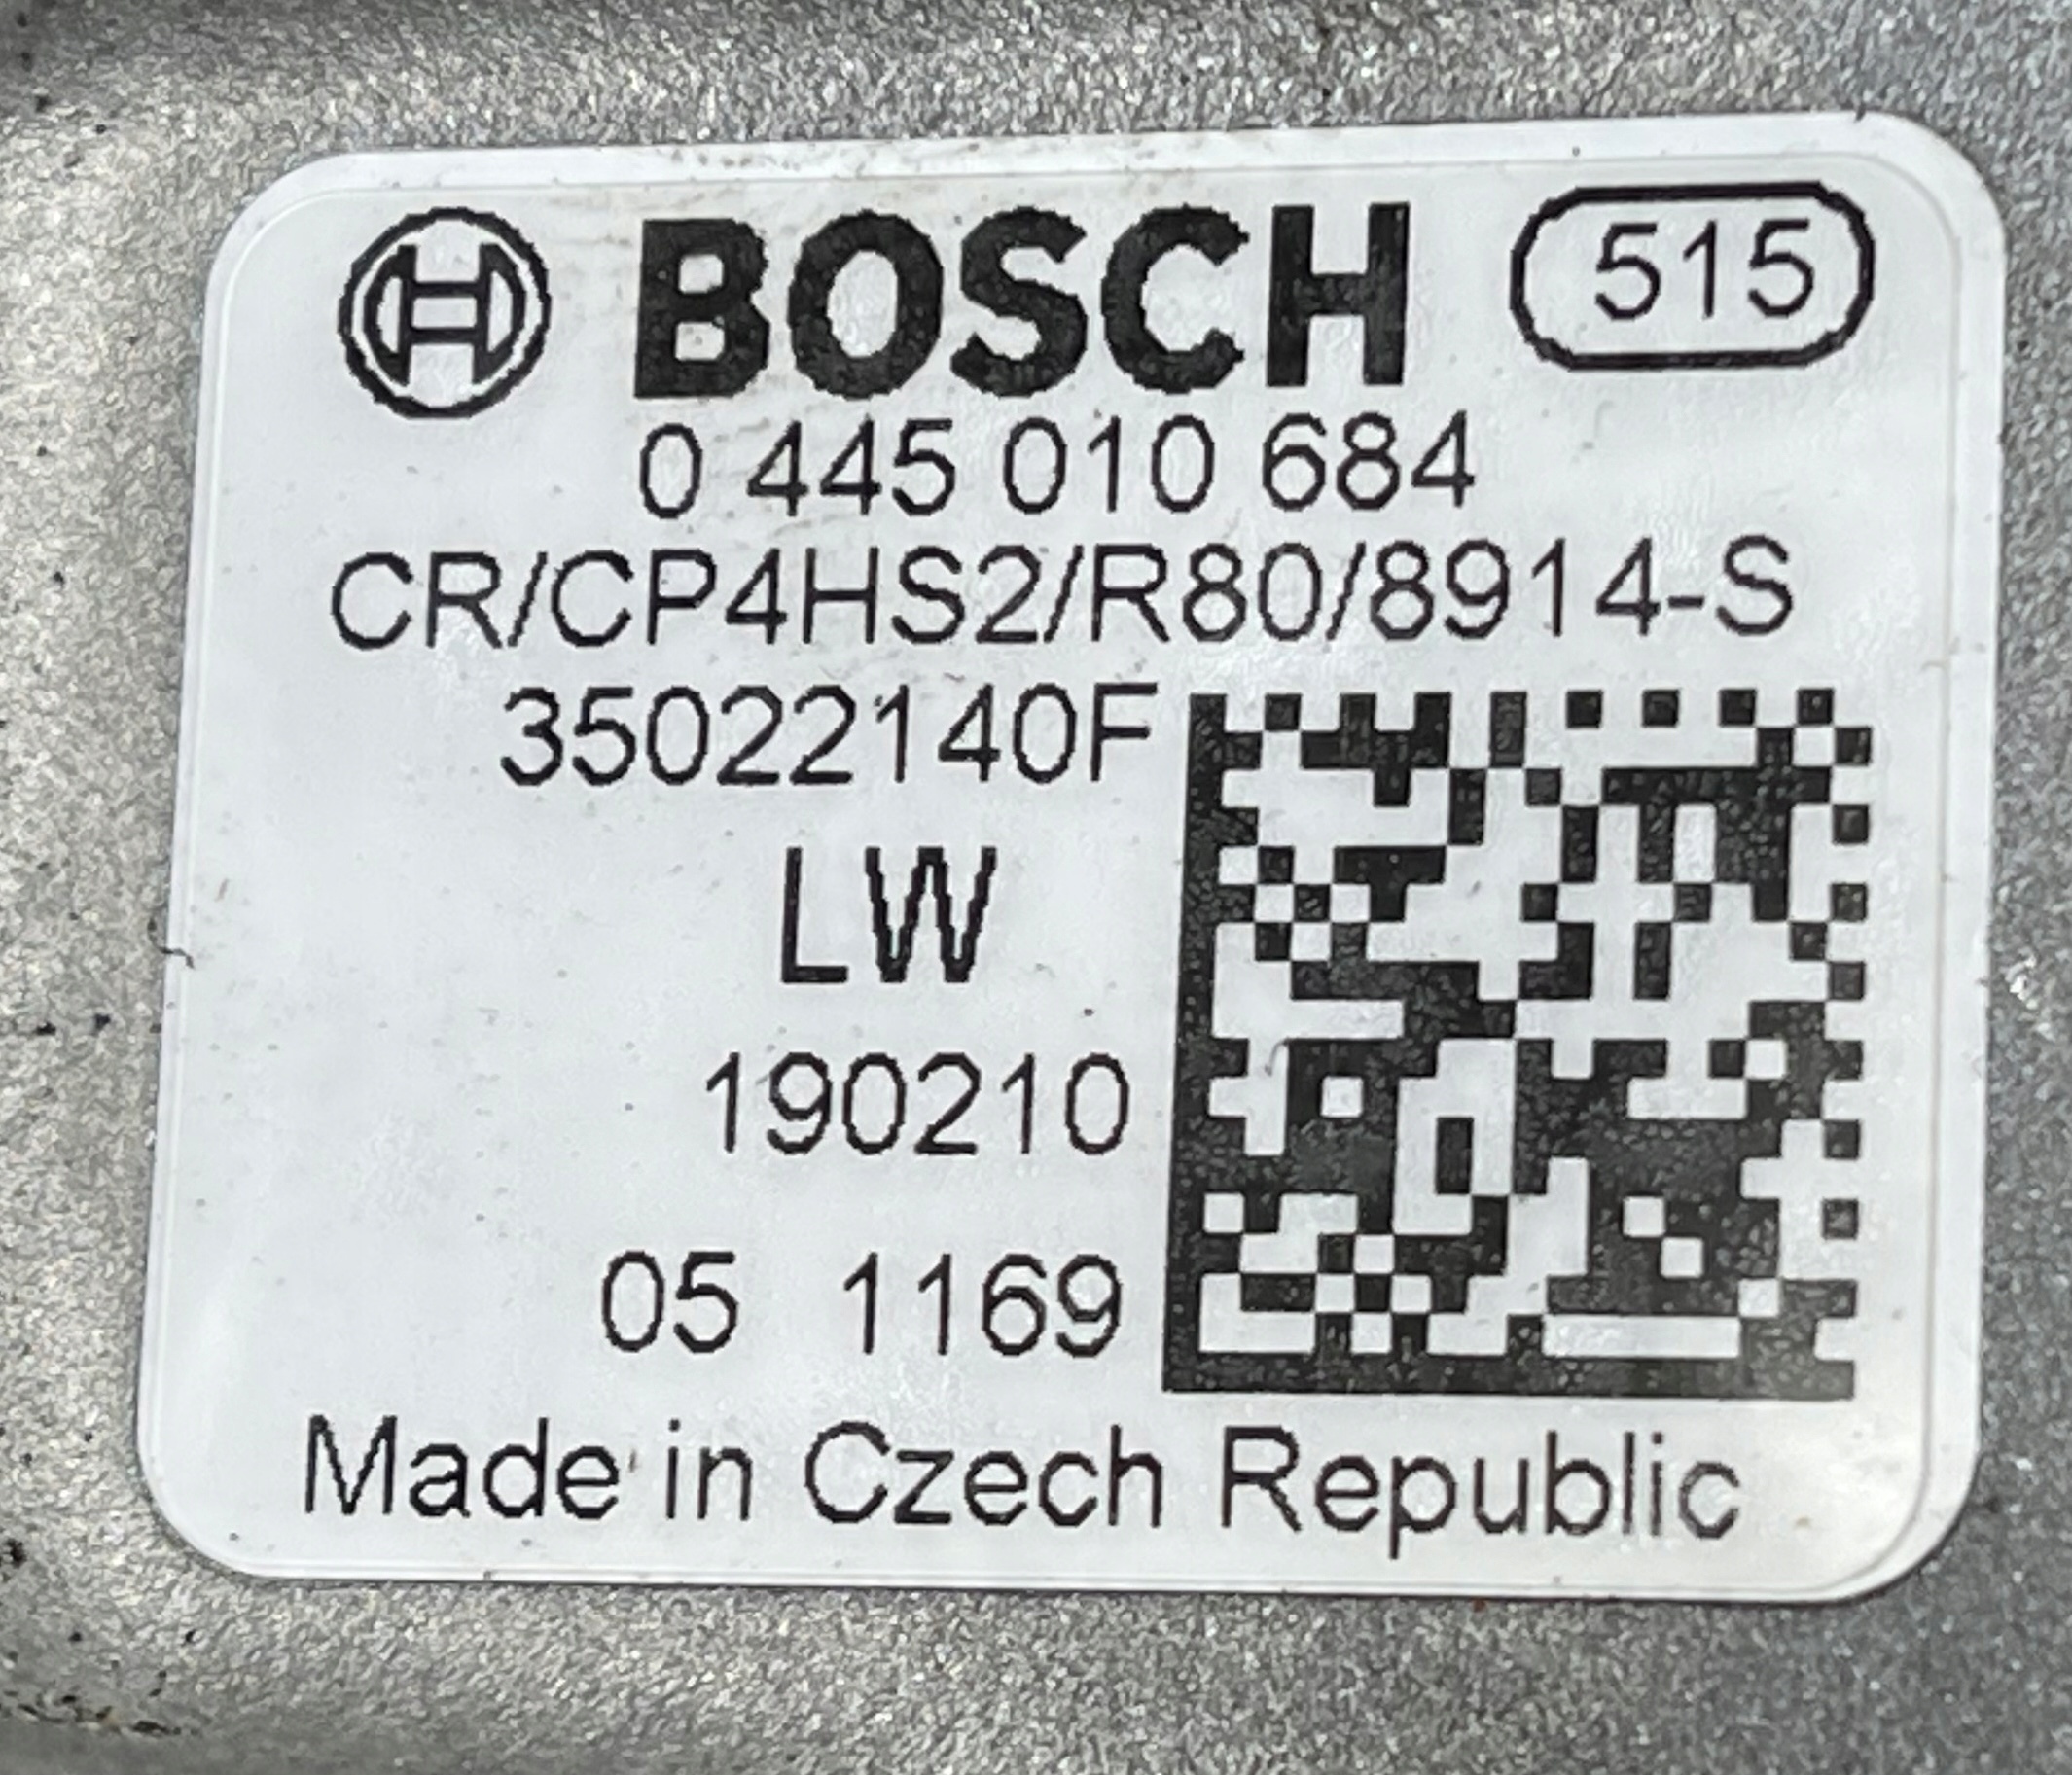 BOSCH 515
0 445 010 684
CR/CP4HS2/R80/8914-S
35022140F
LW
190210
05 1169
Made in Czech Republic